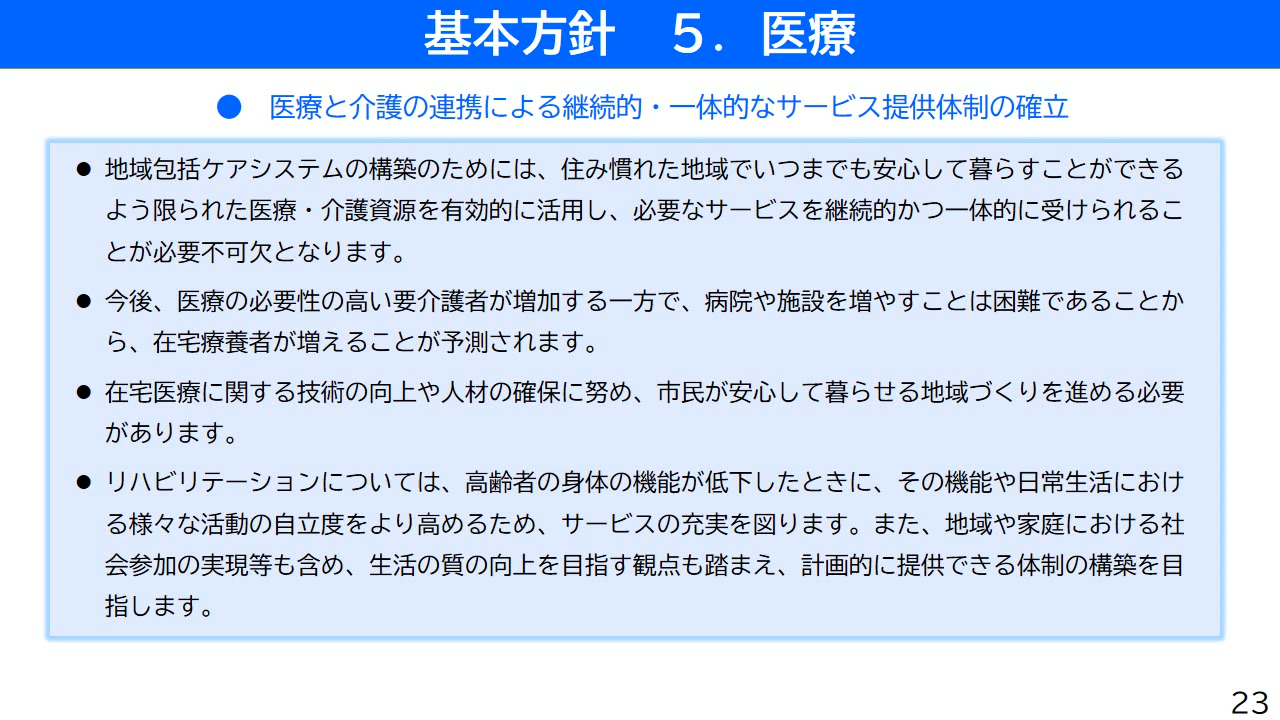 基本方針　５．医療
●　医療と介護の連携による継続的・一体的なサービス提供体制の確立
● 地域包括ケアシステムの構築のためには、住み慣れた地域でいつまでも安心して暮らすことができる
よう限られた医療・介護資源を有効的に活用し、必要なサービスを継続的かつ一体的に受けられるこ
とが必要不可欠となります。
● 今後、医療の必要性の高い要介護者が増加する一方で、病院や施設を増やすことは困難であることか
ら、在宅療養者が増えることが予測されます。
● 在宅医療に関する技術の向上や人材の確保に努め、市民が安心して暮らせる地域づくりを進める必要
があります。
● リハビリテーションについては、高齢者の身体の機能が低下したときに、その機能や日常生活におけ
る様々な活動の自立度をより高めるため、サービスの充実を図ります。また、地域や家庭における社
会参加の実現等も含め、生活の質の向上を目指す観点も踏まえ、計画的に提供できる体制の構築を目
指します。
23